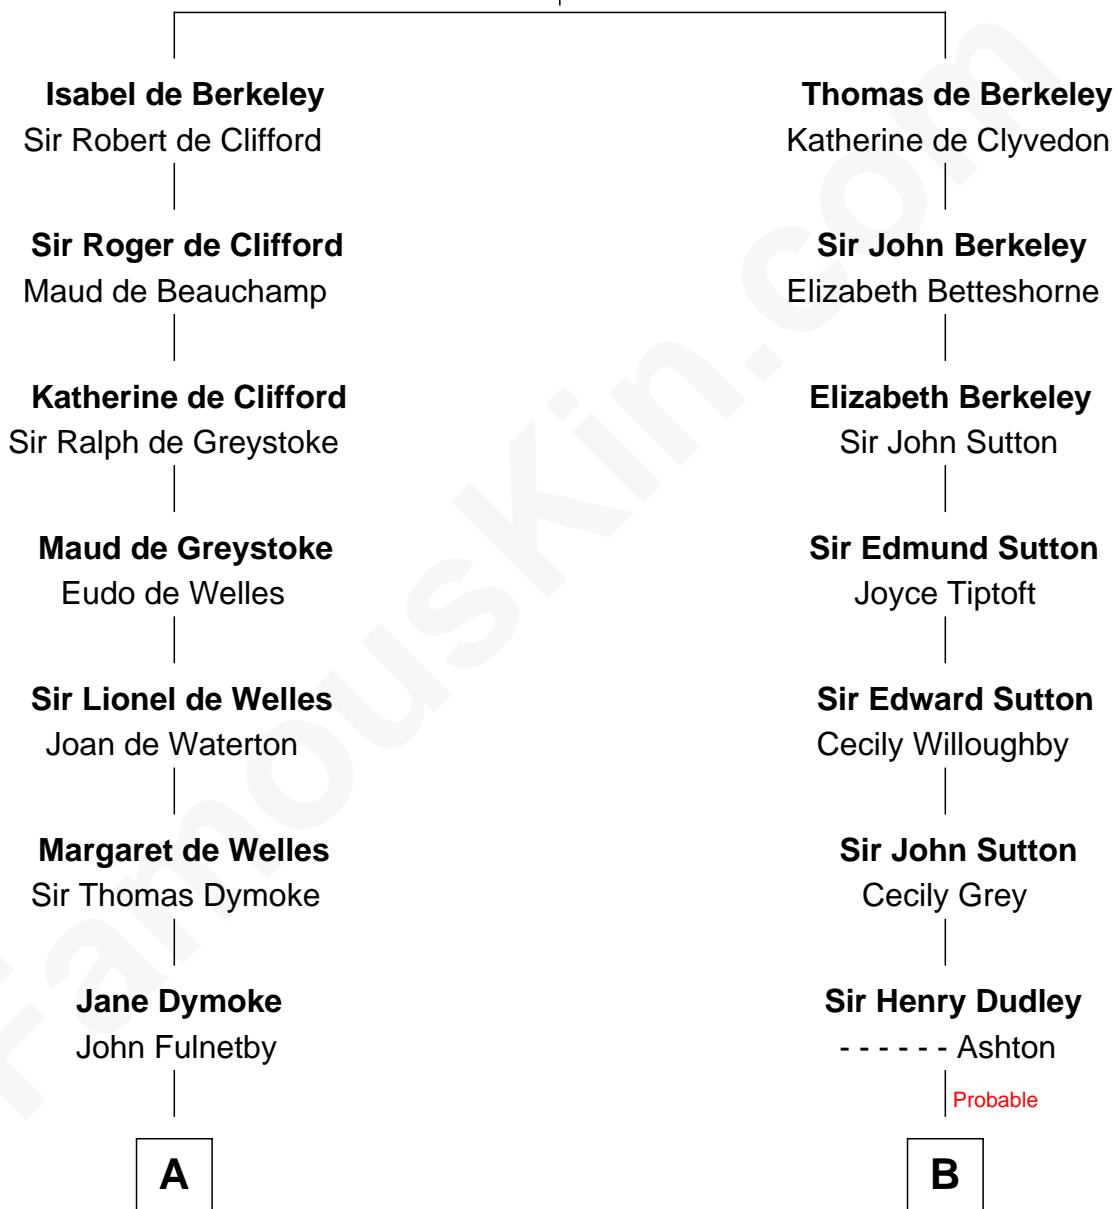 Isabel de Berkeley
Sir Robert de Clifford
Sir Roger de Clifford
Maud de Beauchamp
Katherine de Clifford
Sir Ralph de Greystoke
Maud de Greystoke
Eudo de Welles
Sir Lionel de Welles
Joan de Waterton
Margaret de Welles
Sir Thomas Dymoke
Jane Dymoke
John Fulnetby
A
Thomas de Berkeley
Katherine de Clyvedon
Sir John Berkeley
Elizabeth Betteshorne
Elizabeth Berkeley
Sir John Sutton
Sir Edmund Sutton
Joyce Tiptoft
Sir Edward Sutton
Cecily Willoughby
Sir John Sutton
Cecily Grey
Sir Henry Dudley
- - - - - - Ashton
Probable
B
FamousKin.com